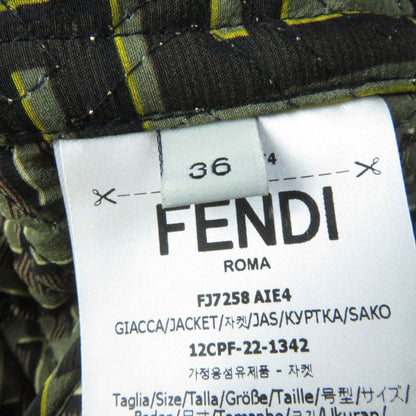 36
4
FENDI
ROMA
FJ7258 AIE4
GIACCA/JACKET/자켓/JAS/КУРТКА/SAKO
12CPF-22-1342
가정용섬유제품 - 자켓
Taglia/Size/Talla/Größe/Taille/号型/サイズ/